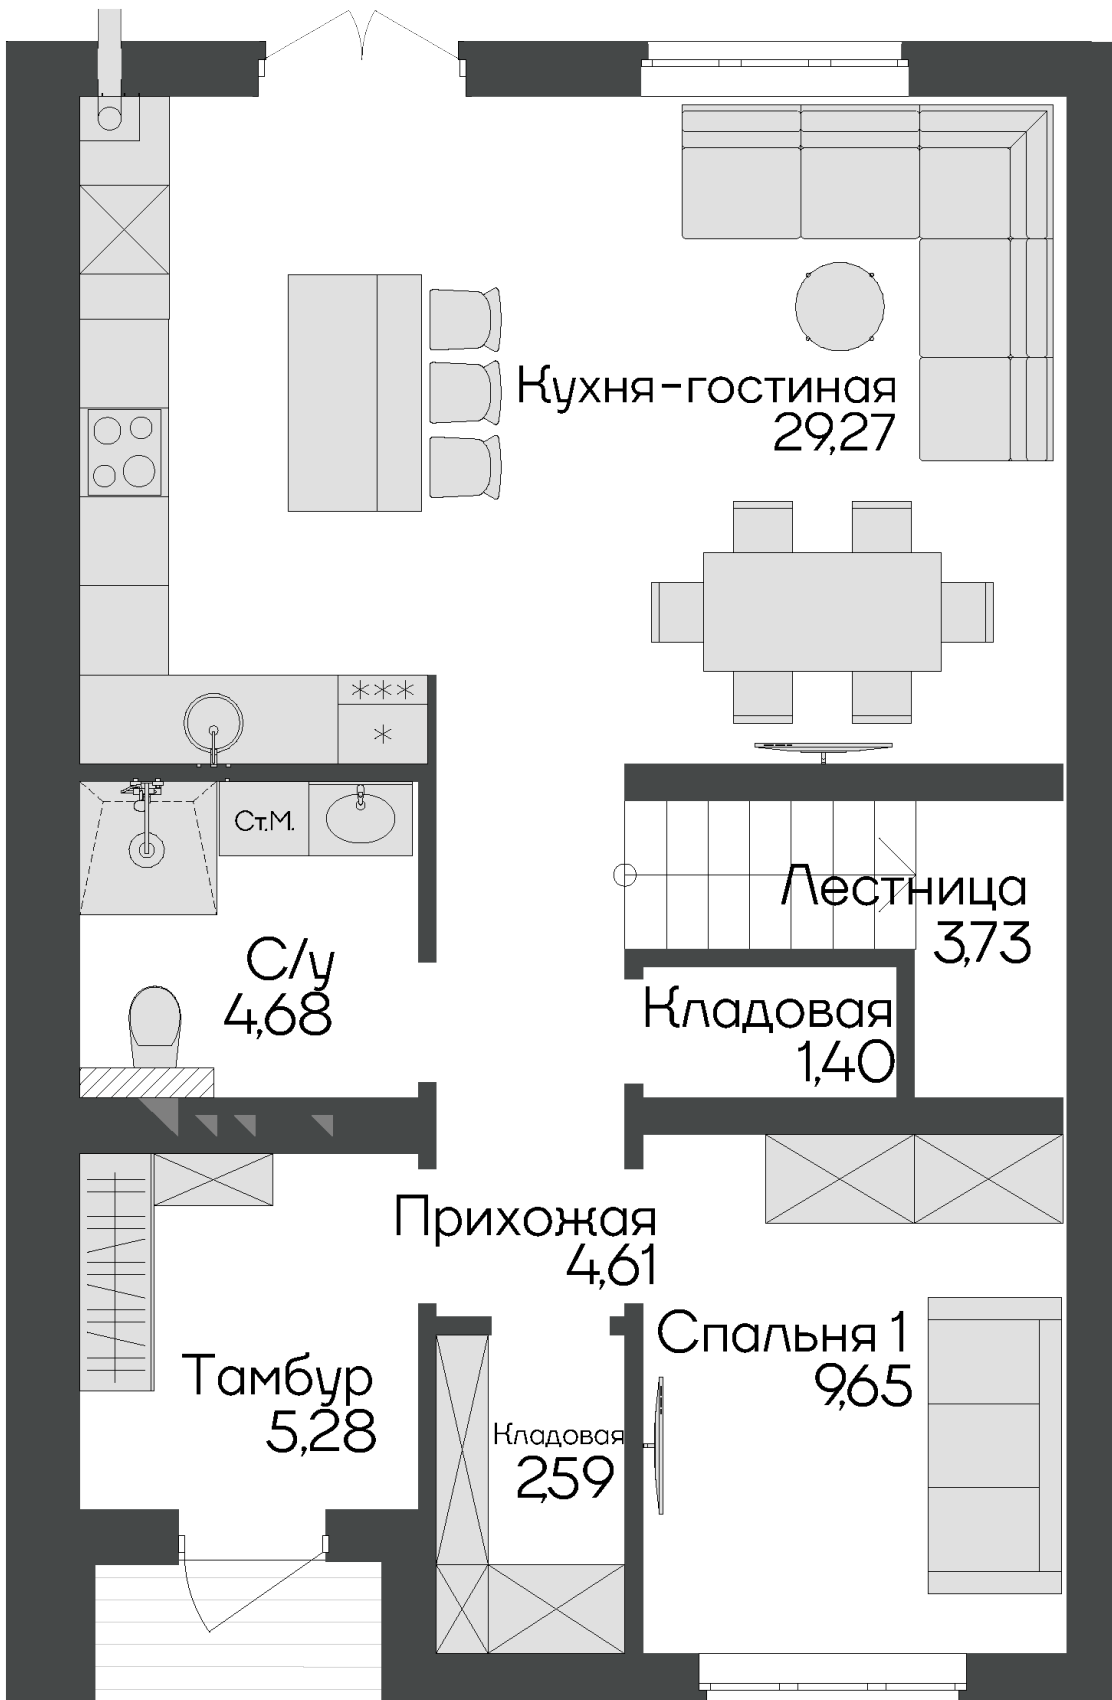 Кухня-гостиная
29,27
***
*
Ст.М.
Лестница
3,73
С/у
4,68
Кладовая
1,40
Прихожая
4,61
Спальня 1
9,65
Тамбур
5,28
Кладовая
2,59